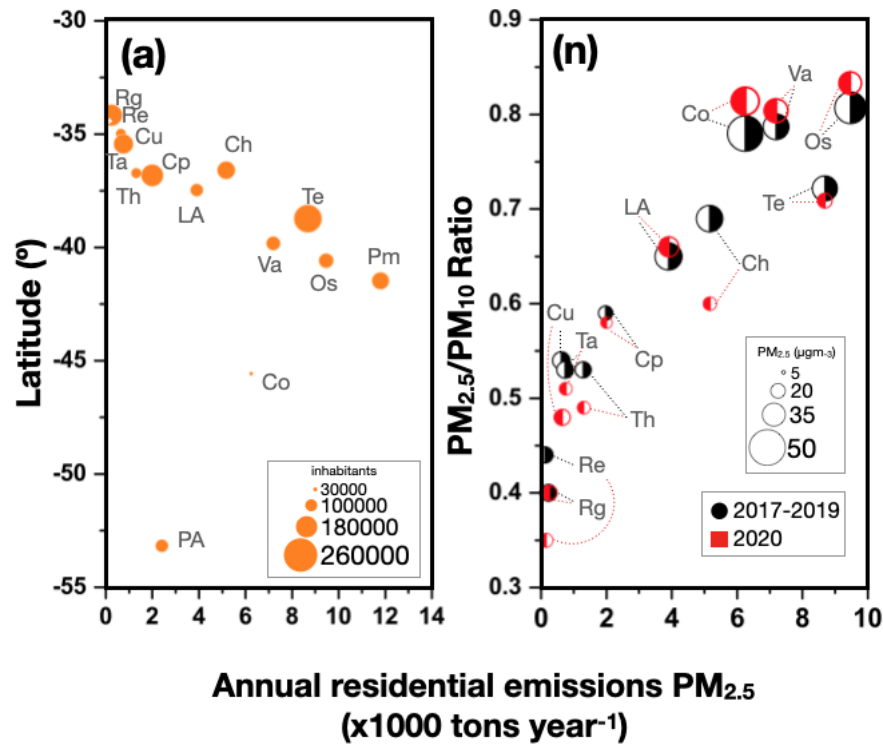 (a)
-30
-35
-40
-45
-50
-55
Latitude (º)
Rg
Re
Cu
Ta
Cp
Th
Ch
LA
Te
Va
Os
Pm
Co
PA
inhabitants
30000
100000
180000
260000
0 2 4 6 8 10 12 14
(n)
0.9
0.8
0.7
0.6
0.5
0.4
0.3
PM2.5/PM10 Ratio
Va
Co
Os
Te
LA
Ch
Cu
Ta
Cp
Th
Re
Rg
PM2.5 (µgm-3)
5
20
35
50
2017-2019
2020
0 2 4 6 8 10
Annual residential emissions PM2.5
(x1000 tons year-1)